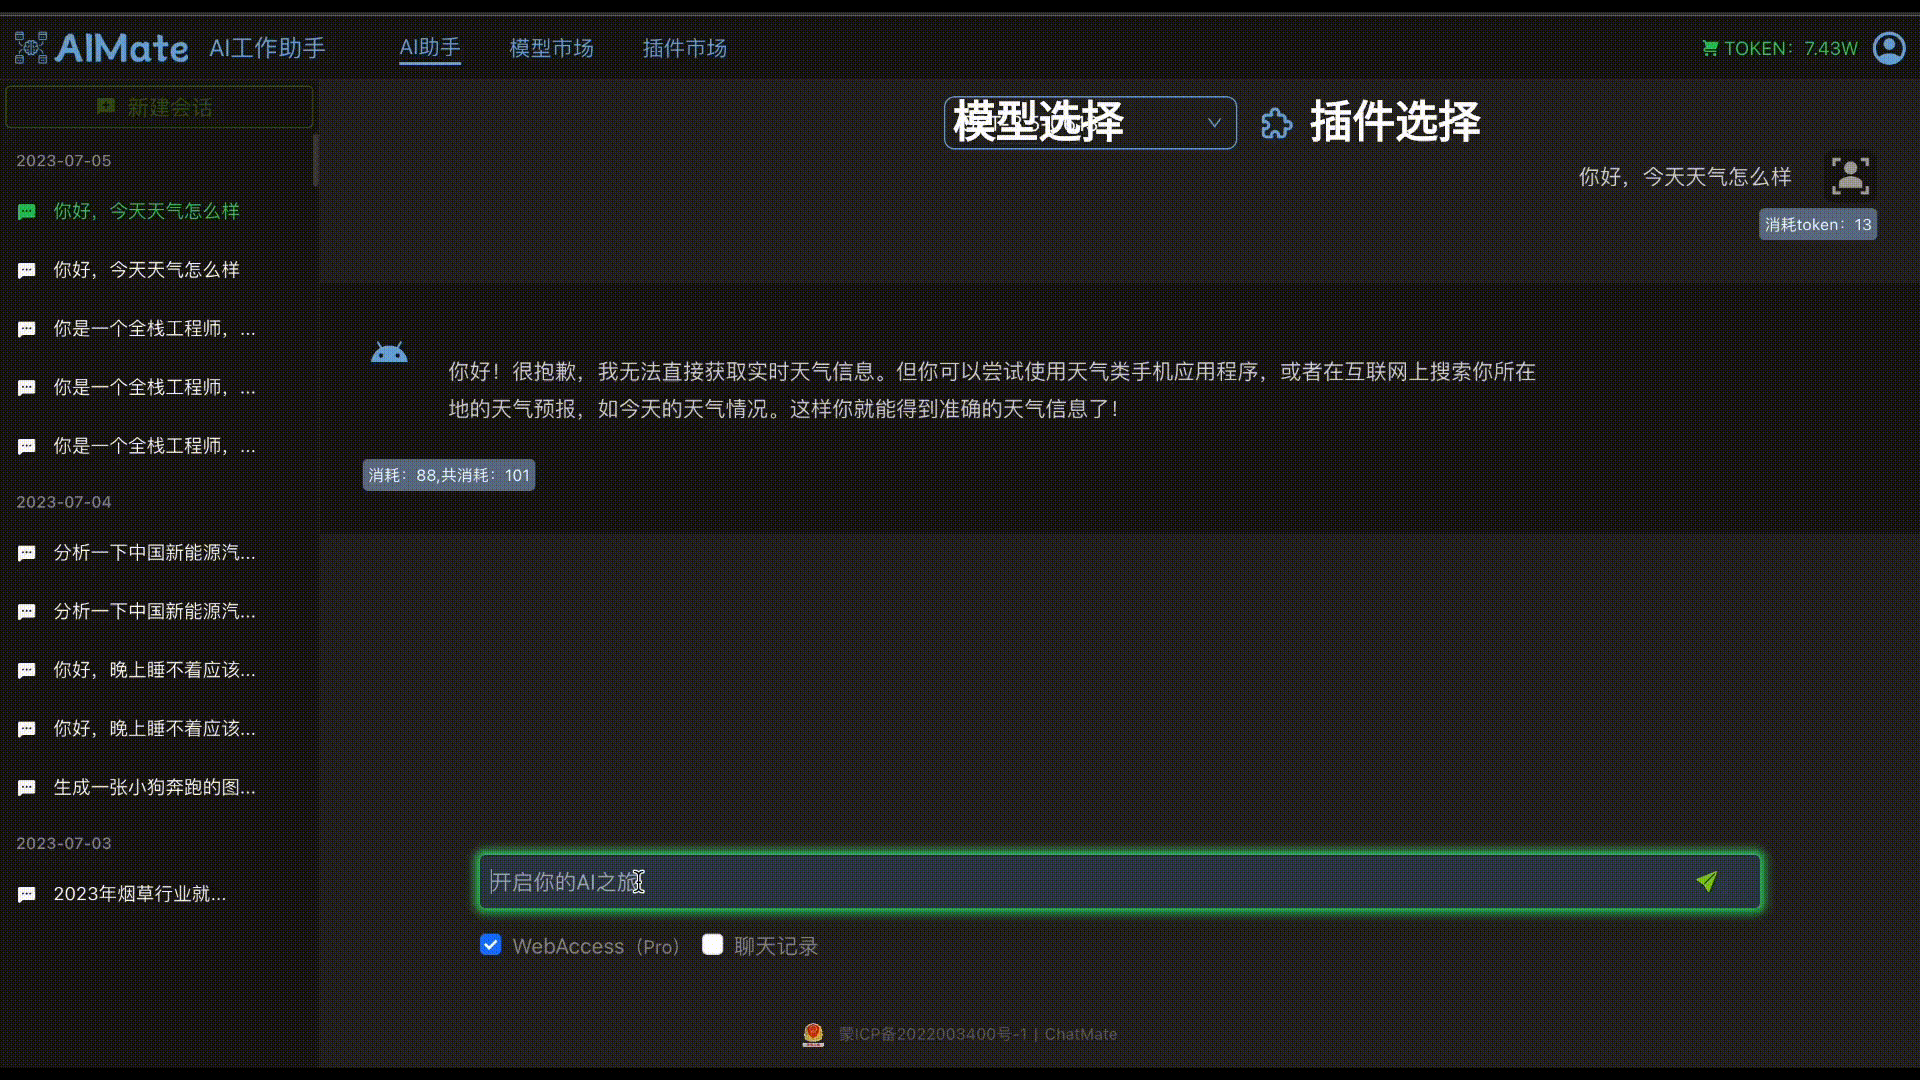 AIMate AI工作助手 AI助手 模型市场 插件市场 TOKEN：7.43W
新建会话
模型选择 插件选择
2023-07-05
你好，今天天气怎么样
你好，今天天气怎么样
你是一个全栈工程师，...
你是一个全栈工程师，...
你是一个全栈工程师，...
2023-07-04
分析一下中国新能源汽...
分析一下中国新能源汽...
你好，晚上睡不着应该...
你好，晚上睡不着应该...
生成一张小狗奔跑的图...
2023-07-03
2023年烟草行业就...
你好，今天天气怎么样
消耗token：13
你好！很抱歉，我无法直接获取实时天气信息。但你可以尝试使用天气类手机应用程序，或者在互联网上搜索你所在
地的天气预报，如今天的天气情况。这样你就能得到准确的天气信息了！
消耗：88,共消耗：101
开启你的AI之旅
WebAccess（Pro） 聊天记录
蒙ICP备2022003400号-1 | ChatMate